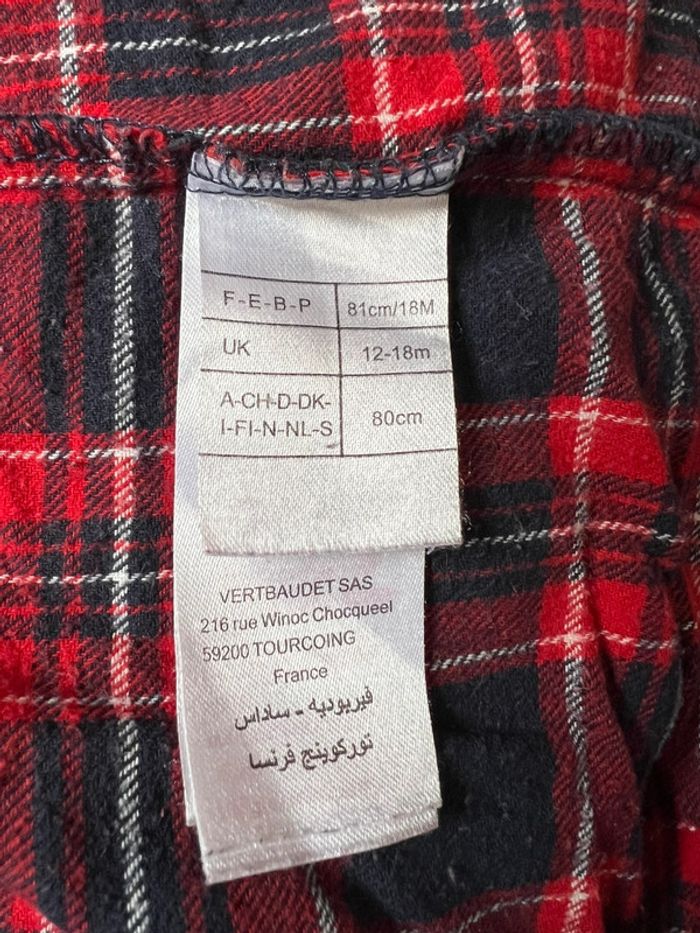 F-E-B-P 81cm/18M
UK 12-18m
A-CH-D-DK-
I-FI-N-NL-S 80cm
VERTBAUDET SAS
216 rue Winoc Chocqueel
59200 TOURCOING
France
فيربوديه - ساداس
توركوينج فرنسا